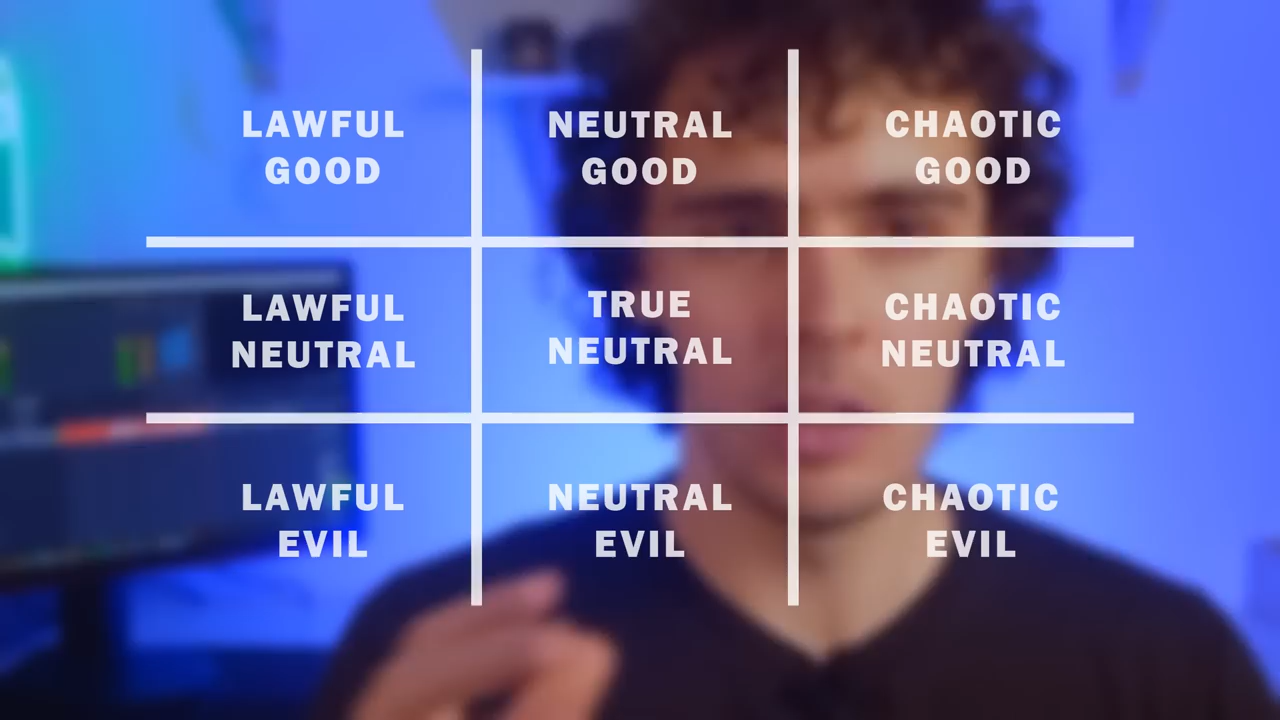 LAWFUL
GOOD
NEUTRAL
GOOD
CHAOTIC
GOOD
LAWFUL
NEUTRAL
TRUE
NEUTRAL
CHAOTIC
NEUTRAL
LAWFUL
EVIL
NEUTRAL
EVIL
CHAOTIC
EVIL